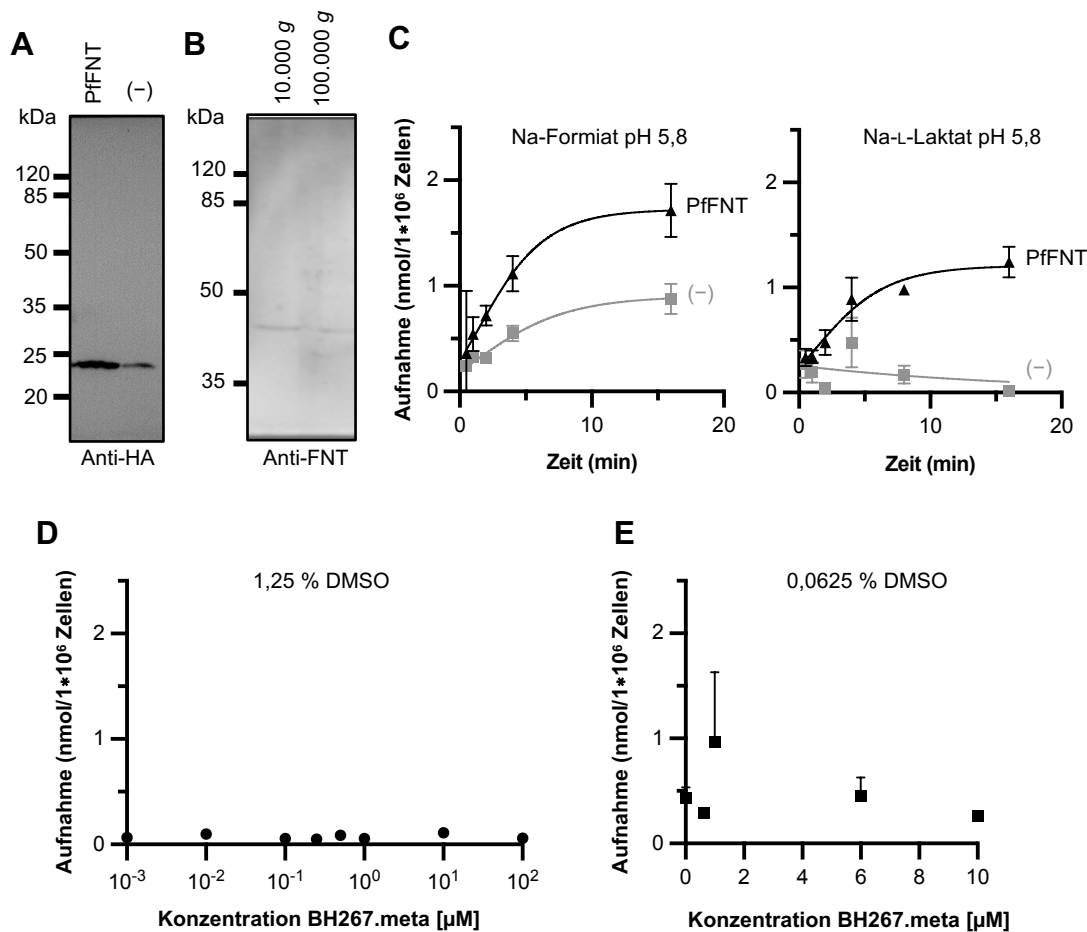 A
PfFNT
(−)
kDa
120
85
50
35
25
20
Anti-HA
B
10.000 g
100.000 g
kDa
120
85
50
35
Anti-FNT
C
Na-Formiat pH 5,8
Aufnahme (nmol/1*10⁶ Zellen)
2
1
0
PfFNT
(−)
0 10 20
Zeit (min)
Na-L-Laktat pH 5,8
2
1
0
PfFNT
(−)
0 10 20
Zeit (min)
D
1,25 % DMSO
Aufnahme (nmol/1*10⁶ Zellen)
2
1
0
10⁻³ 10⁻² 10⁻¹ 10⁰ 10¹ 10²
Konzentration BH267.meta [µM]
E
0,0625 % DMSO
Aufnahme (nmol/1*10⁶ Zellen)
2
1
0
0 2 4 6 8 10
Konzentration BH267.meta [µM]